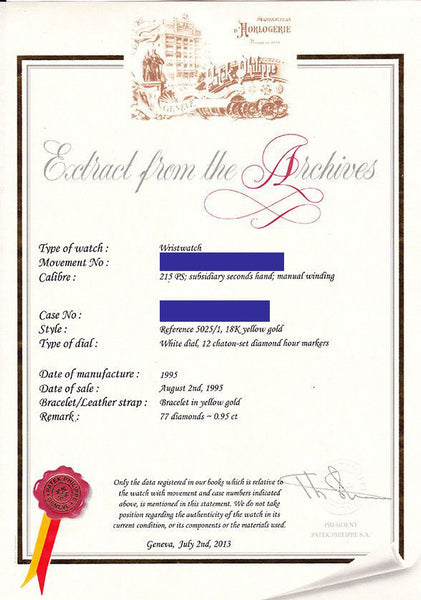 MANUFACTURE
D'HORLOGERIE
GENEVE
Patek Philippe
Extract from the Archives
Type of watch : Wristwatch
Movement No :
Calibre : 215 PS; subsidiary seconds hand; manual winding
Case No :
Style : Reference 5025/1, 18K yellow gold
Type of dial : White dial, 12 chaton-set diamond hour markers
Date of manufacture : 1995
Date of sale : August 2nd, 1995
Bracelet/Leather strap : Bracelet in yellow gold
Remark : 77 diamonds ~ 0.95 ct
Only the data registered in our books which is relative to
the watch with movement and case numbers indicated
above, is mentioned in this statement. We do not take
position regarding the authenticity of the watch in its
current condition, or its components or the materials used.
Geneva, July 2nd, 2013
PRESIDENT
PATEK PHILIPPE S.A.
PATEK PHILIPPE
GENEVE